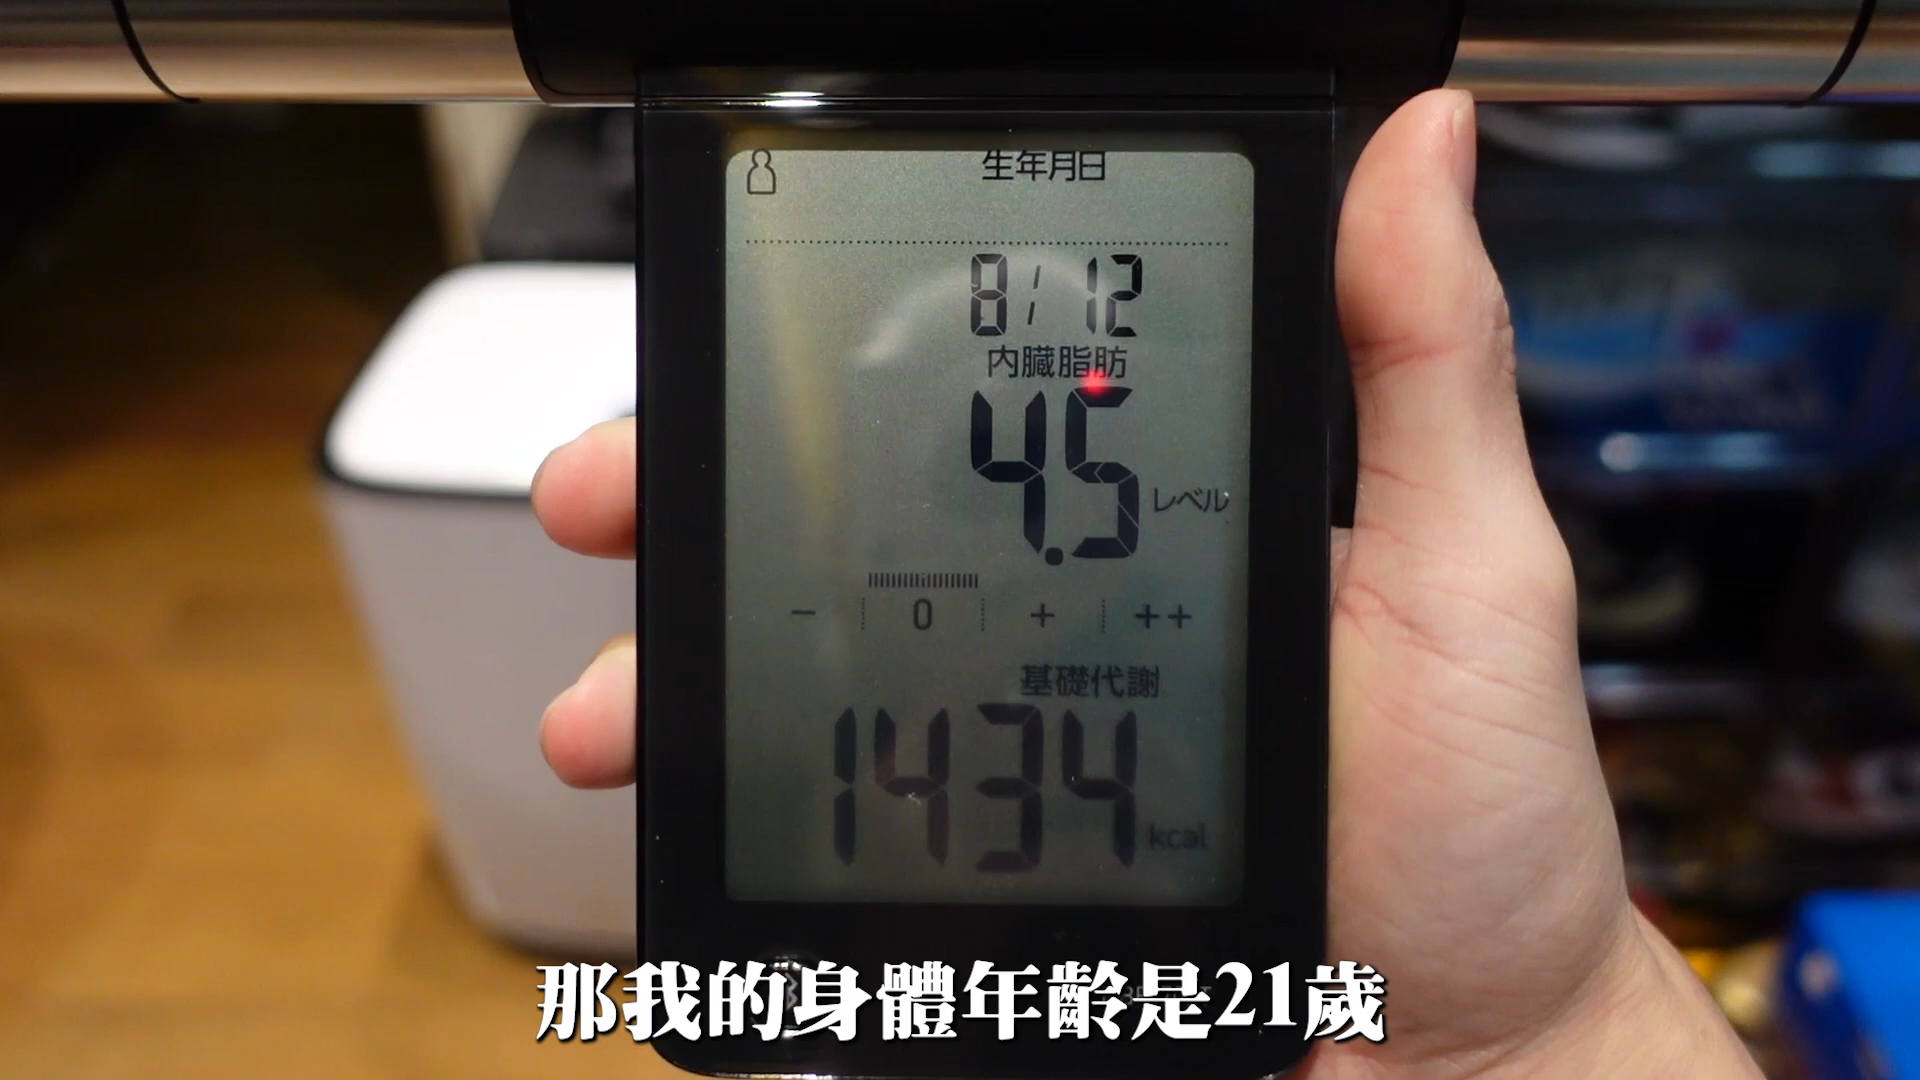 生年月日
8/12
内臓脂肪
4.5 レベル
− 0 + ++
基礎代謝
1434 kcal
那我的身體年齡是21歲